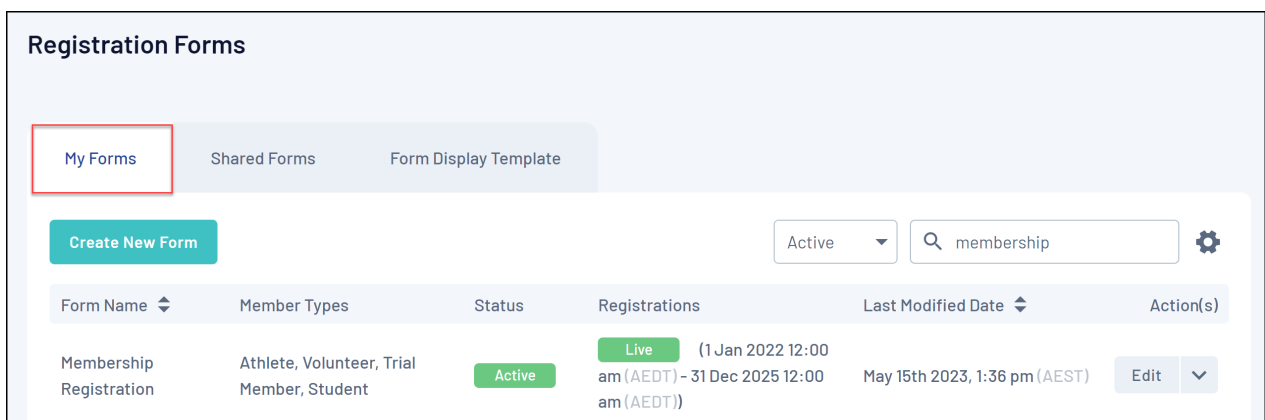 Registration Forms
My Forms Shared Forms Form Display Template
Create New Form Active membership
Form Name Member Types Status Registrations Last Modified Date Action(s)
Membership Registration Athlete, Volunteer, Trial Member, Student Active Live (1 Jan 2022 12:00 am (AEDT) - 31 Dec 2025 12:00 am (AEDT)) May 15th 2023, 1:36 pm (AEST) Edit